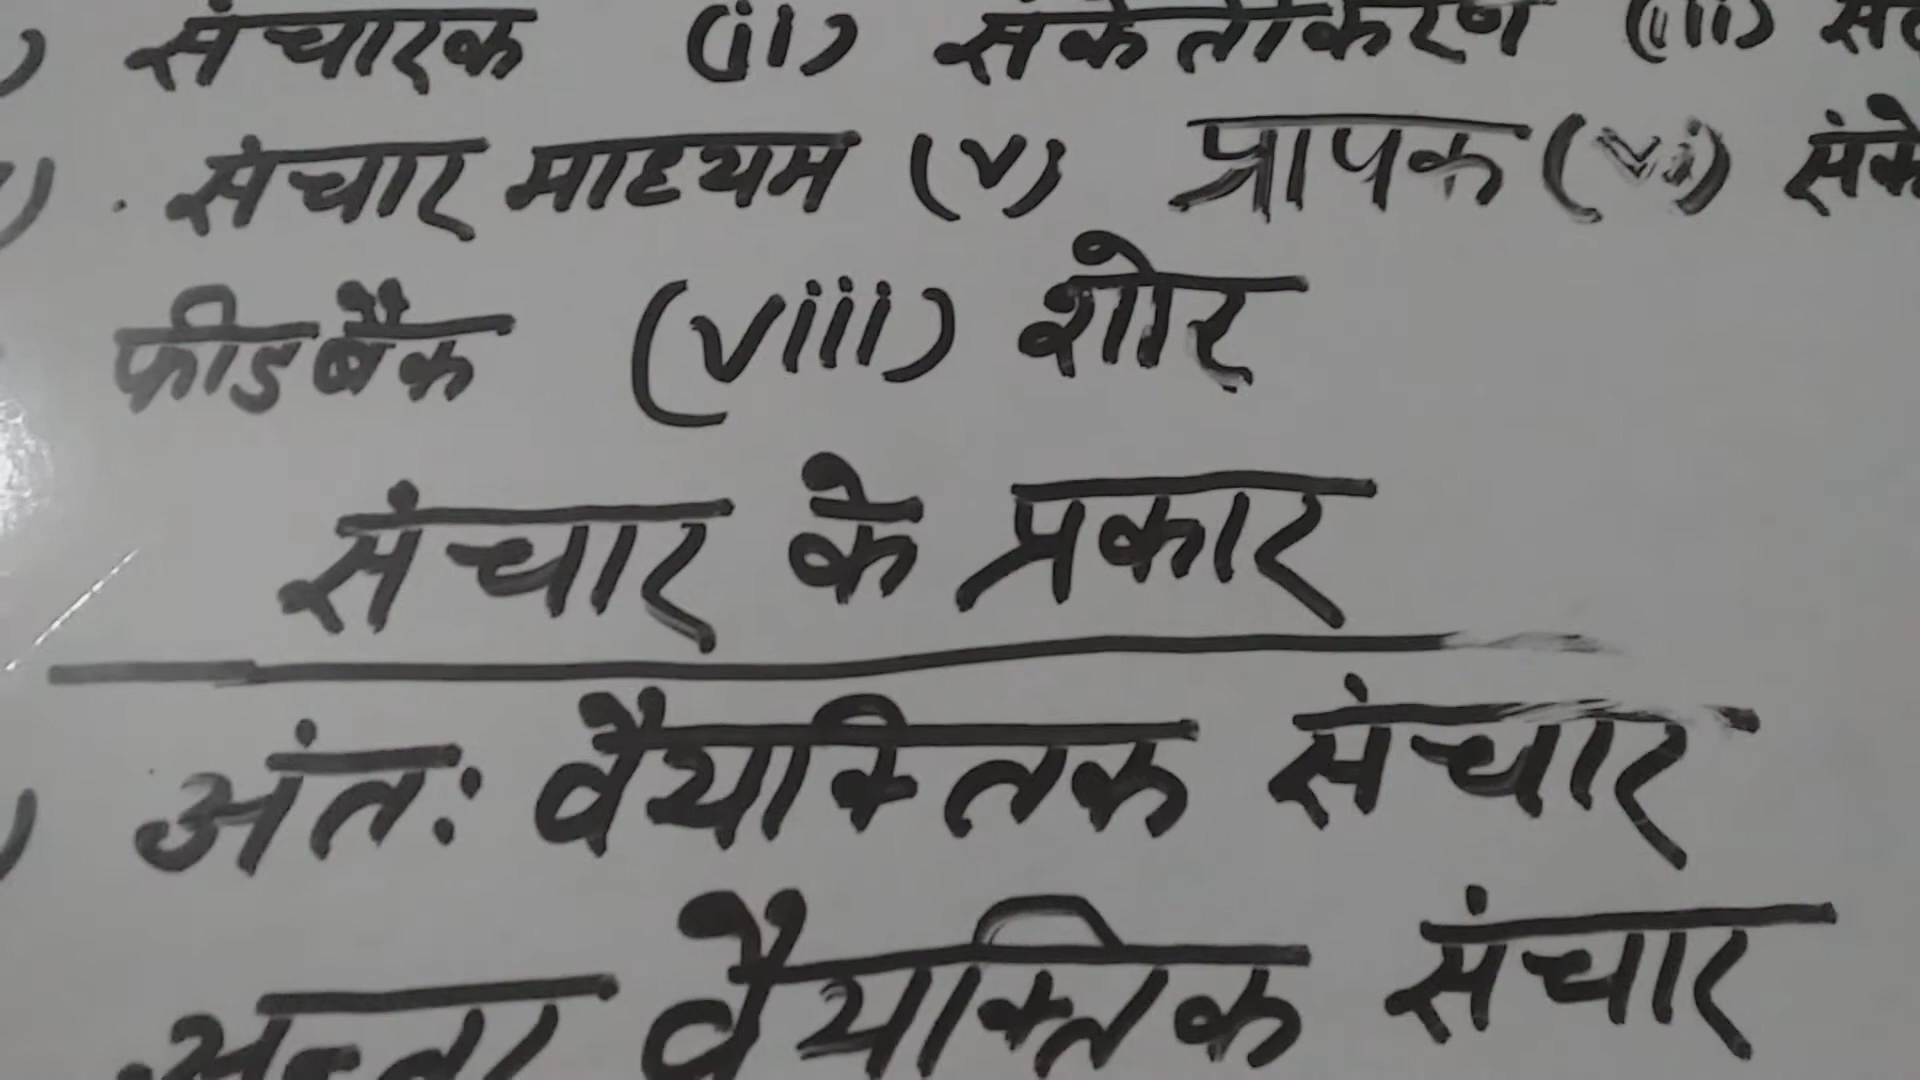 ) संचारक (ii) संकेतीकरण (iii)
) . संचार माध्यम (v) प्रापक (vi)
फीडबैक (viii) शोर
संचार के प्रकार
) अंत: वैयक्तिक संचार
वैयक्तिक संचार